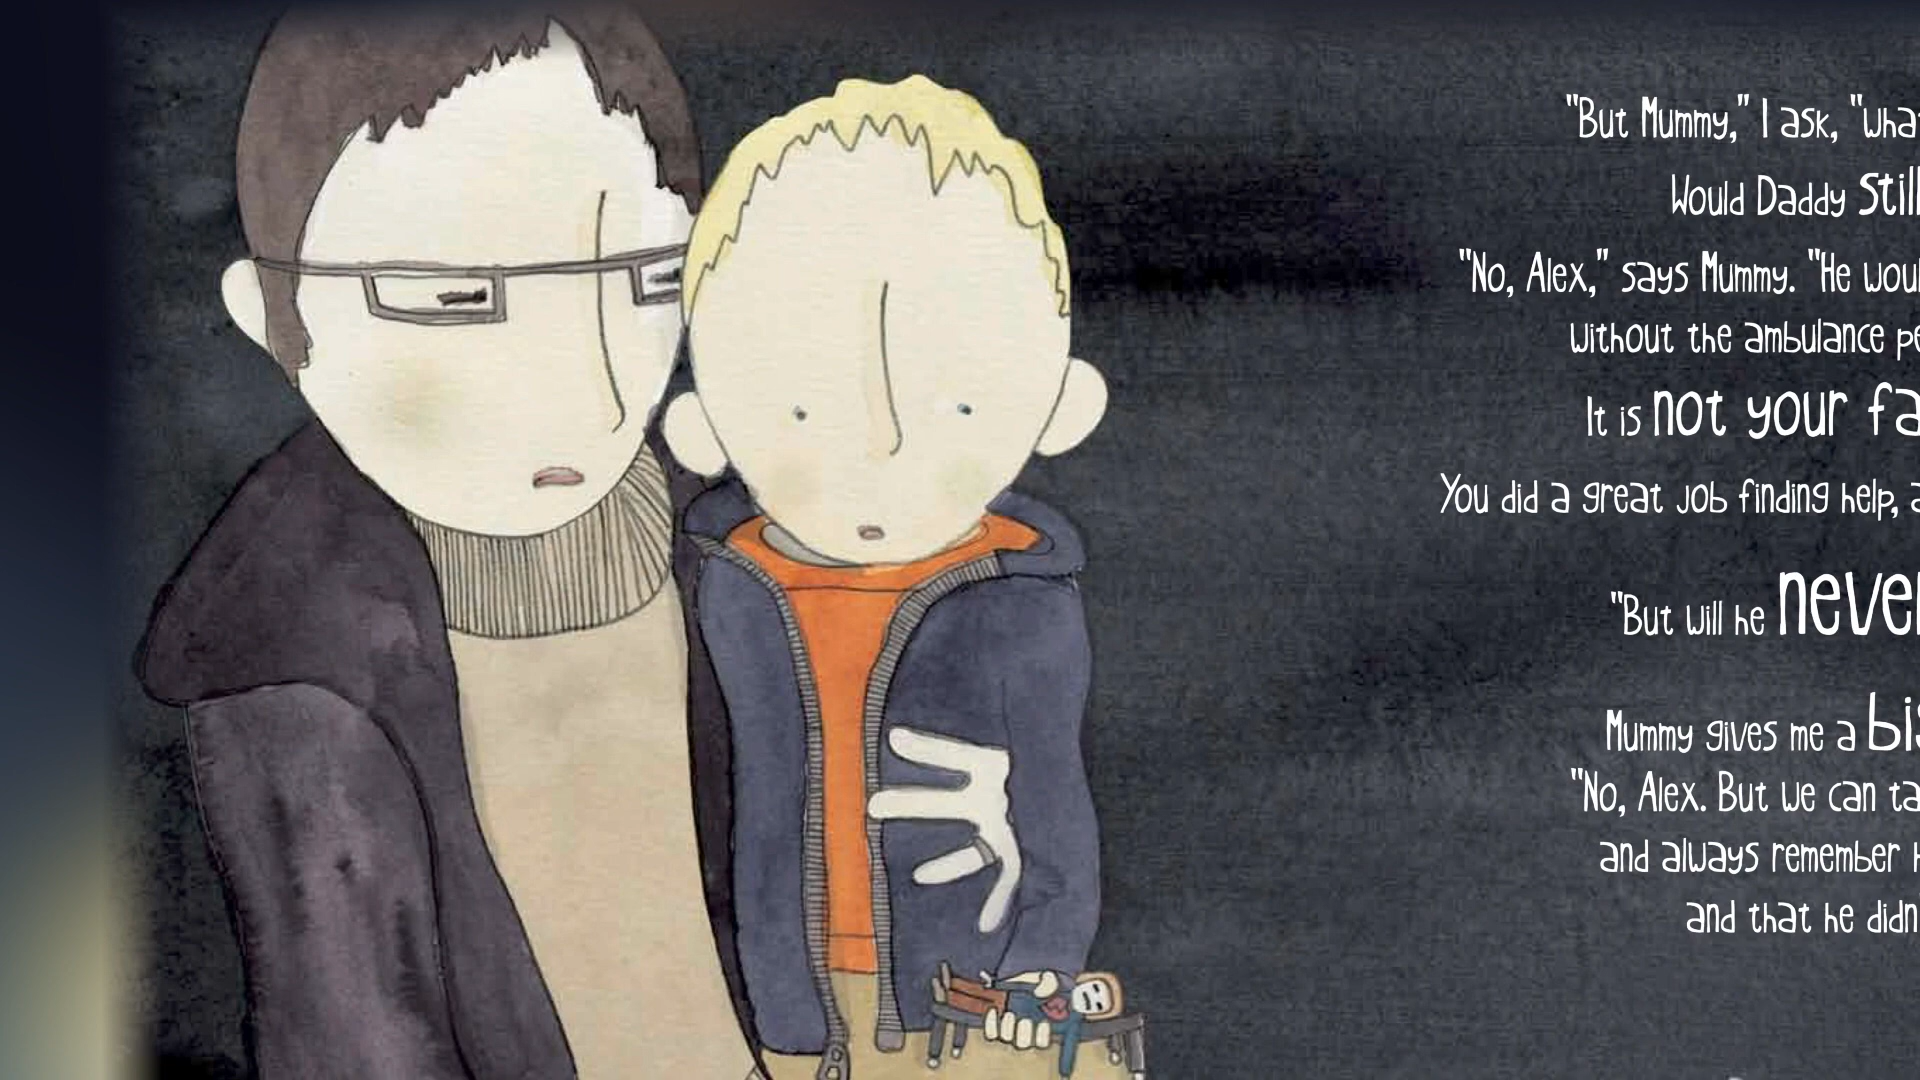 "But Mummy," I ask, "wha
Would Daddy still
"No, Alex," says Mummy. "He woul
without the ambulance pe
It is not your fa
You did a great job finding help, a
"But will he never
Mummy gives me a bi
"No, Alex. But we can ta
and always remember h
and that he didn